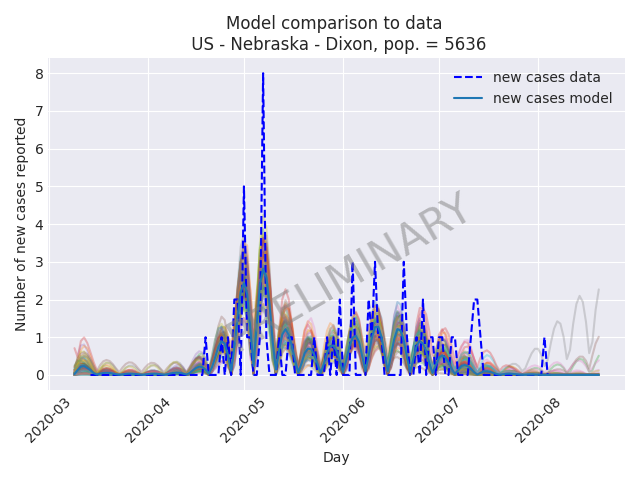 Model comparison to data
US - Nebraska - Dixon, pop. = 5636
new cases data
new cases model
PRELIMINARY
Number of new cases reported
8
7
6
5
4
3
2
1
0
2020-03
2020-04
2020-05
2020-06
2020-07
2020-08
Day